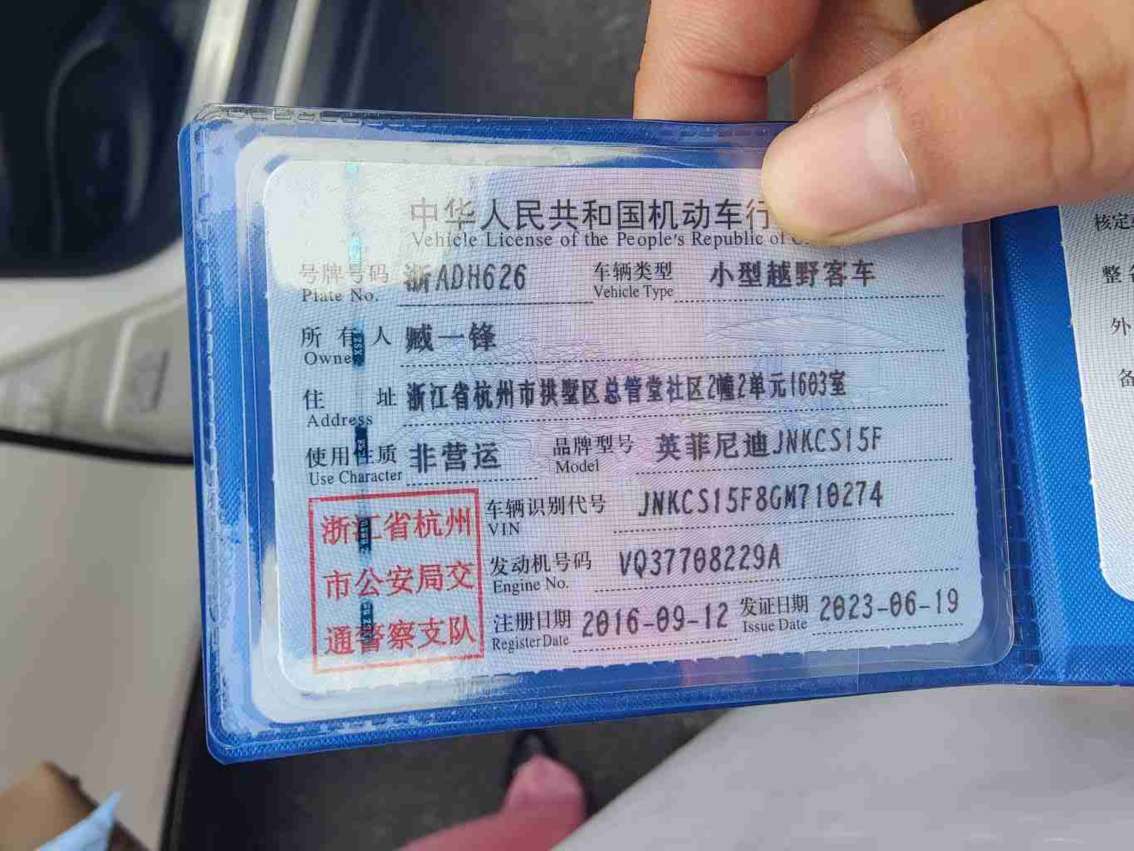 中华人民共和国机动车行
Vehicle License of the People's Republic of C
号牌号码 浙ADH626 车辆类型 小型越野客车
Plate No. Vehicle Type
所有人 臧一锋
Owner
住址 浙江省杭州市拱墅区总管堂社区2幢2单元1603室
Address
使用性质 非营运 品牌型号 英菲尼迪JNKCS15F
Use Character Model
浙江省杭州
市公安局交
通警察支队
车辆识别代号 JNKCS15F8GM710274
VIN
发动机号码 VQ37708229A
Engine No.
注册日期 2016-09-12 发证日期 2023-06-19
Register Date Issue Date
核定
整备
外
备